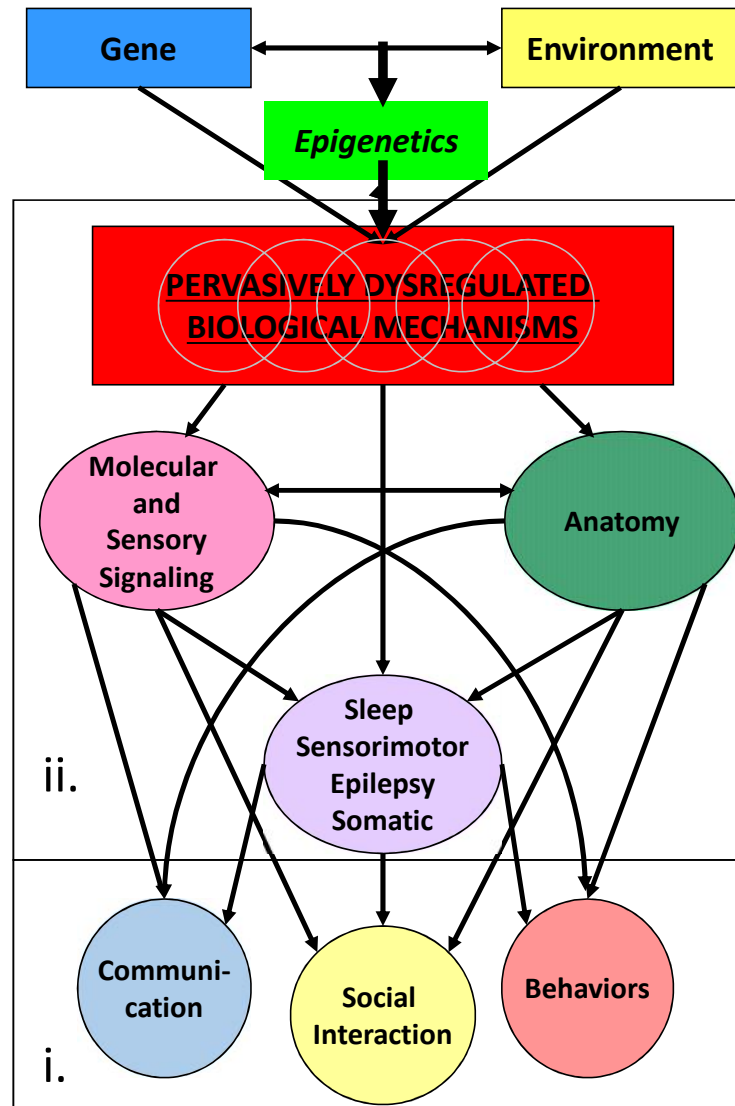 Gene
Environment
Epigenetics
PERVASIVELY DYSREGULATED
BIOLOGICAL MECHANISMS
Molecular
and
Sensory
Signaling
Anatomy
Sleep
Sensorimotor
Epilepsy
Somatic
ii.
Communi-
cation
Social
Interaction
Behaviors
i.